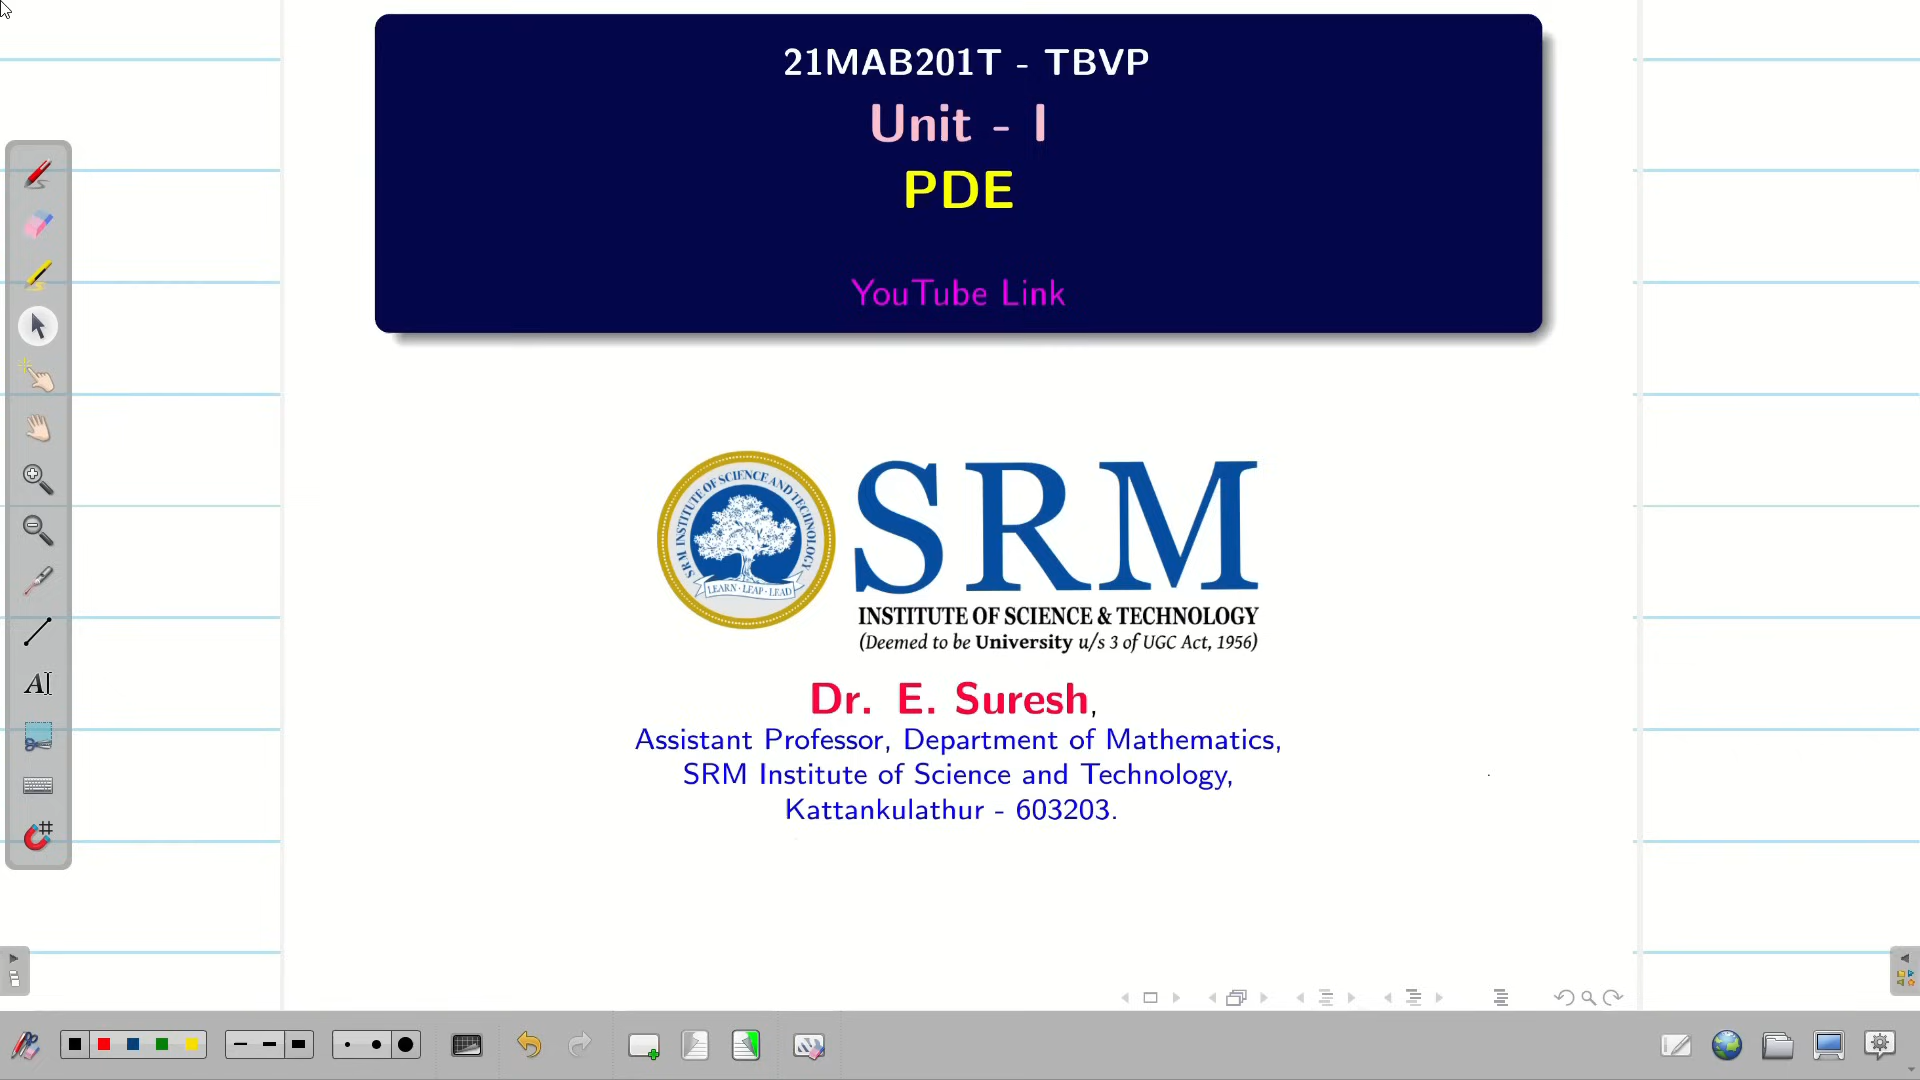 21MAB201T - TBVP
Unit - I
PDE
YouTube Link
SRM INSTITUTE OF SCIENCE AND TECHNOLOGY
LEARN · LEAP · LEAD
SRM
INSTITUTE OF SCIENCE & TECHNOLOGY
(Deemed to be University u/s 3 of UGC Act, 1956)
Dr. E. Suresh,
Assistant Professor, Department of Mathematics,
SRM Institute of Science and Technology,
Kattankulathur - 603203.